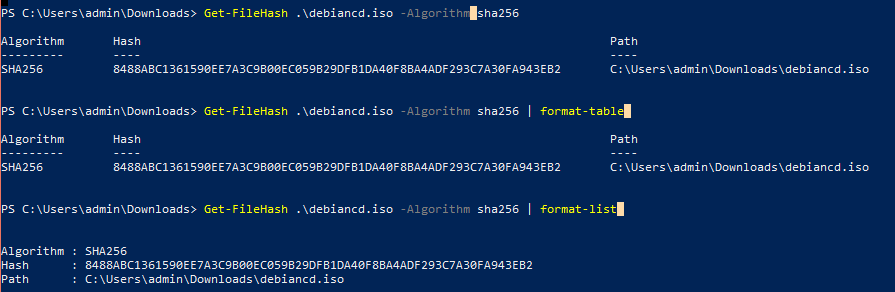 PS C:\Users\admin\Downloads> Get-FileHash .\debiancd.iso -Algorithm sha256
Algorithm Hash Path
--------- ---- ----
SHA256 8488ABC1361590EE7A3C9B00EC059B29DFB1DA40F8BA4ADF293C7A30FA943EB2 C:\Users\admin\Downloads\debiancd.iso
PS C:\Users\admin\Downloads> Get-FileHash .\debiancd.iso -Algorithm sha256 | format-table
Algorithm Hash Path
--------- ---- ----
SHA256 8488ABC1361590EE7A3C9B00EC059B29DFB1DA40F8BA4ADF293C7A30FA943EB2 C:\Users\admin\Downloads\debiancd.iso
PS C:\Users\admin\Downloads> Get-FileHash .\debiancd.iso -Algorithm sha256 | format-list
Algorithm : SHA256
Hash : 8488ABC1361590EE7A3C9B00EC059B29DFB1DA40F8BA4ADF293C7A30FA943EB2
Path : C:\Users\admin\Downloads\debiancd.iso